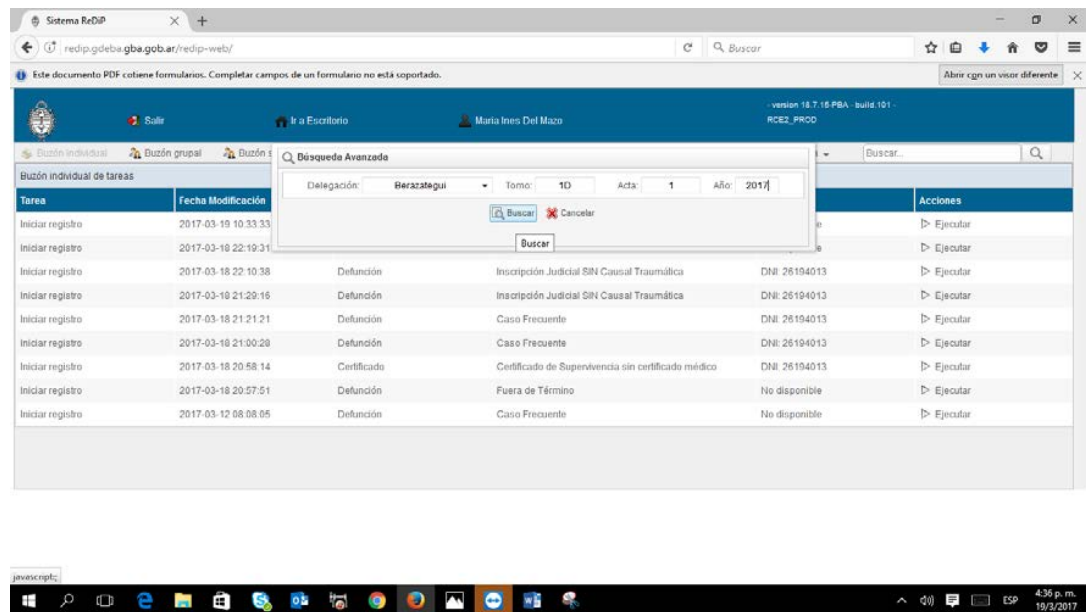 Sistema ReDiP
redip.gdeba.gba.gob.ar/redip-web/
Buscar
Este documento PDF cotiene formularios. Completar campos de un formulario no está soportado.
Abrir con un visor diferente
Salir
Ir a Escritorio
Maria Ines Del Mazo
- version 18.7.15-PBA - build.101 -
RCE2_PROD
Buzón individual
Buzón grupal
Buzón s
Buscar...
Búsqueda Avanzada
Delegación: Berazategui Tomo: 1D Acta: 1 Año: 2017
Buscar Cancelar
Buscar
Buzón individual de tareas
Tarea Fecha Modificación Acciones
Iniciar registro 2017-03-19 10:33:33 Ejecutar
Iniciar registro 2017-03-18 22:19:31 Ejecutar
Iniciar registro 2017-03-18 22:10:38 Defunción Inscripción Judicial SIN Causal Traumática DNI: 26194013 Ejecutar
Iniciar registro 2017-03-18 21:29:16 Defunción Inscripción Judicial SIN Causal Traumática DNI: 26194013 Ejecutar
Iniciar registro 2017-03-18 21:21:21 Defunción Caso Frecuente DNI: 26194013 Ejecutar
Iniciar registro 2017-03-18 21:00:28 Defunción Caso Frecuente DNI: 26194013 Ejecutar
Iniciar registro 2017-03-18 20:58:14 Certificado Certificado de Supervivencia sin certificado médico DNI: 26194013 Ejecutar
Iniciar registro 2017-03-18 20:57:51 Defunción Fuera de Término No disponible Ejecutar
Iniciar registro 2017-03-12 08:08:05 Defunción Caso Frecuente No disponible Ejecutar
javascript:;
ESP
4:36 p. m.
19/3/2017